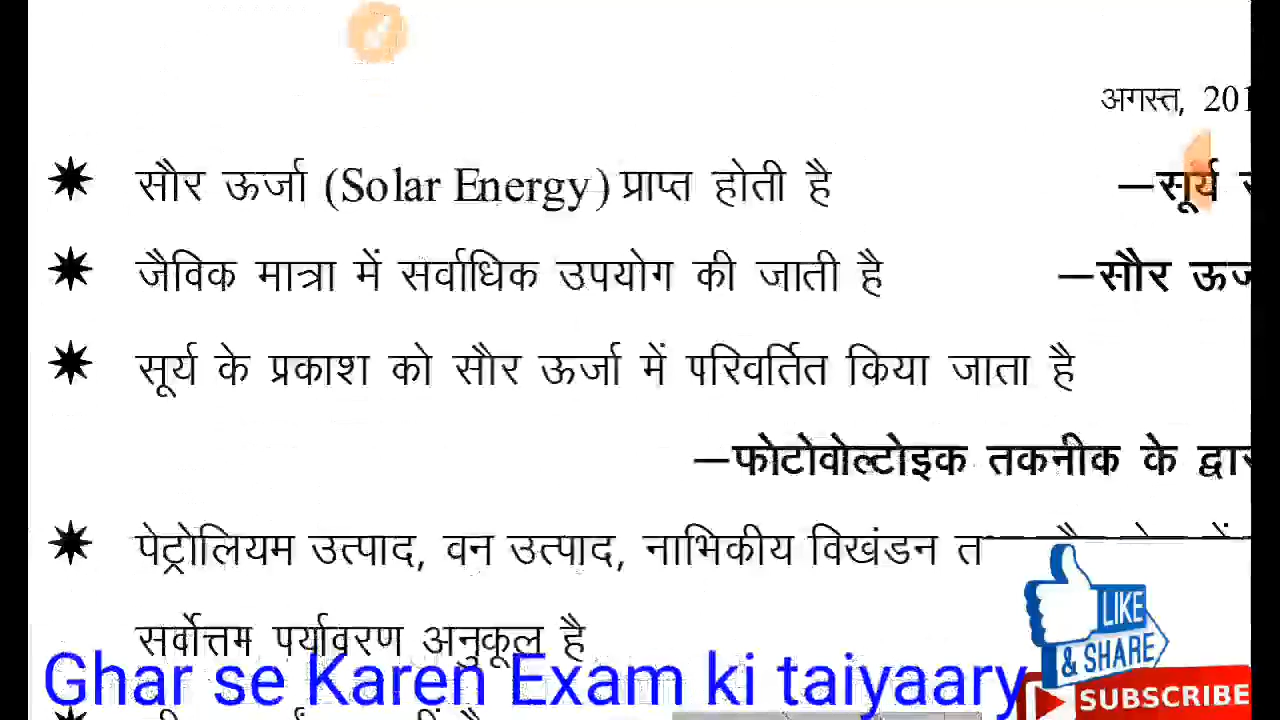 अगस्त, 201
सौर ऊर्जा (Solar Energy) प्राप्त होती है —सूर्य
जैविक मात्रा में सर्वाधिक उपयोग की जाती है —सौर
सूर्य के प्रकाश को सौर ऊर्जा में परिवर्तित किया जाता है
—फोटोवोल्टोइक तकनीक के
पेट्रोलियम उत्पाद, वन उत्पाद, नाभिकीय विखंडन
सर्वोत्तम पर्यावरण अनुकूल है
LIKE
& SHARE
Ghar se Karen Exam ki taiyaary
SUBSCRIBE